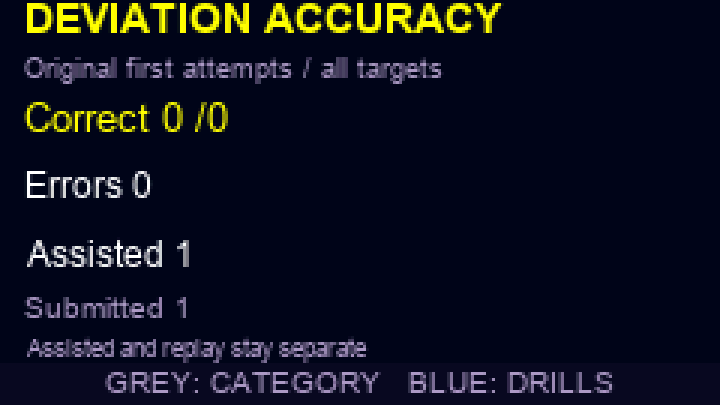 DEVIATION ACCURACY
Original first attempts / all targets
Correct 0 /0
Errors 0
Assisted 1
Submitted 1
Assisted and replay stay separate
GREY: CATEGORY BLUE: DRILLS